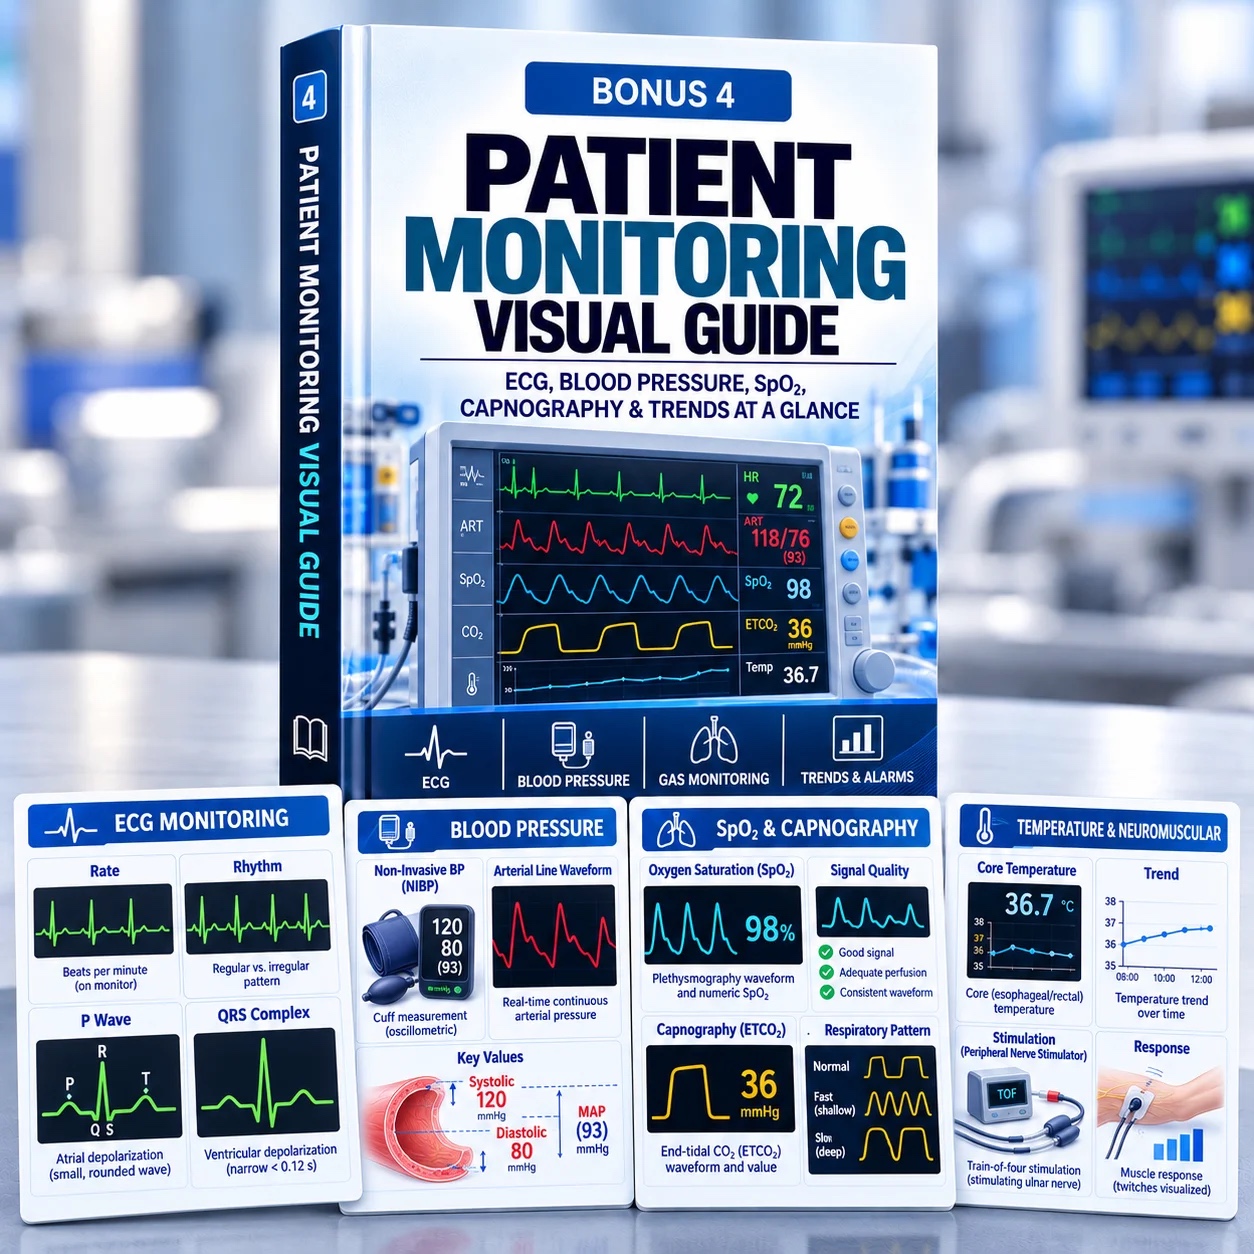 4
PATIENT MONITORING VISUAL GUIDE
BONUS 4
PATIENT
MONITORING
VISUAL GUIDE
ECG, BLOOD PRESSURE, SpO₂,
CAPNOGRAPHY & TRENDS AT A GLANCE
HR
72
ART
ART
118/76
(93)
SpO₂
SpO₂
98
CO₂
ETCO₂
36
mmHg
Temp
36.7
ECG
BLOOD PRESSURE
GAS MONITORING
TRENDS & ALARMS
ECG MONITORING
Rate
Beats per minute
(on monitor)
Rhythm
Regular vs. irregular
pattern
P Wave
R
P
T
Q S
Atrial depolarization
(small, rounded wave)
QRS Complex
Ventricular depolarization
(narrow < 0.12 s)
BLOOD PRESSURE
Non-Invasive BP
(NIBP)
120
80
(93)
Cuff measurement
(oscillometric)
Arterial Line Waveform
Real-time continuous
arterial pressure
Key Values
Systolic
120
mmHg
Diastolic
80
mmHg
MAP
(93)
mmHg
SpO₂ & CAPNOGRAPHY
Oxygen Saturation (SpO₂)
98%
Plethysmography waveform
and numeric SpO₂
Signal Quality
Good signal
Adequate perfusion
Consistent waveform
Capnography (ETCO₂)
36
mmHg
End-tidal CO₂ (ETCO₂)
waveform and value
Respiratory Pattern
Normal
Fast
(shallow)
Slow
(deep)
TEMPERATURE & NEUROMUSCULAR
Core Temperature
36.7 °C
38
37
36
35
Core (esophageal/rectal)
temperature
Trend
38
37
36
35
08:00 10:00 12:00
Temperature trend
over time
Stimulation
(Peripheral Nerve Stimulator)
TOF
Train-of-four stimulation
(stimulating ulnar nerve)
Response
Muscle response
(twitches visualized)